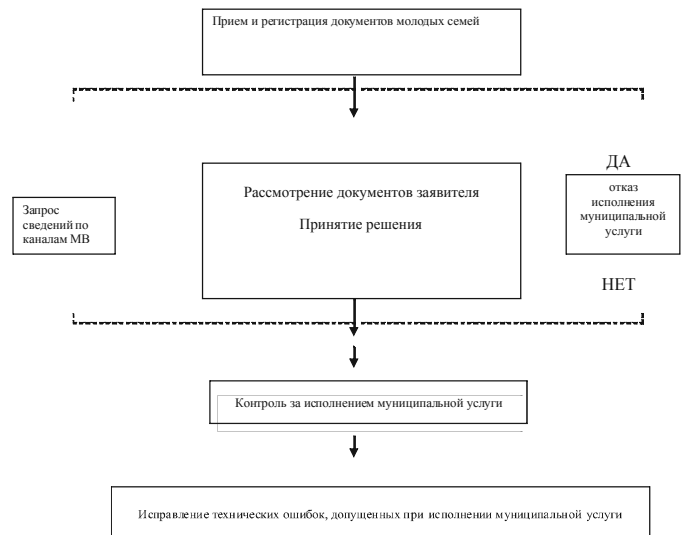 Прием и регистрация документов молодых семей
Рассмотрение документов заявителя
Принятие решения
Запрос
сведений по
каналам МВ
ДА
отказ
исполнения
муниципальной
услуги
НЕТ
Контроль за исполнением муниципальной услуги
Исправление технических ошибок, допущенных при исполнении муниципальной услуги